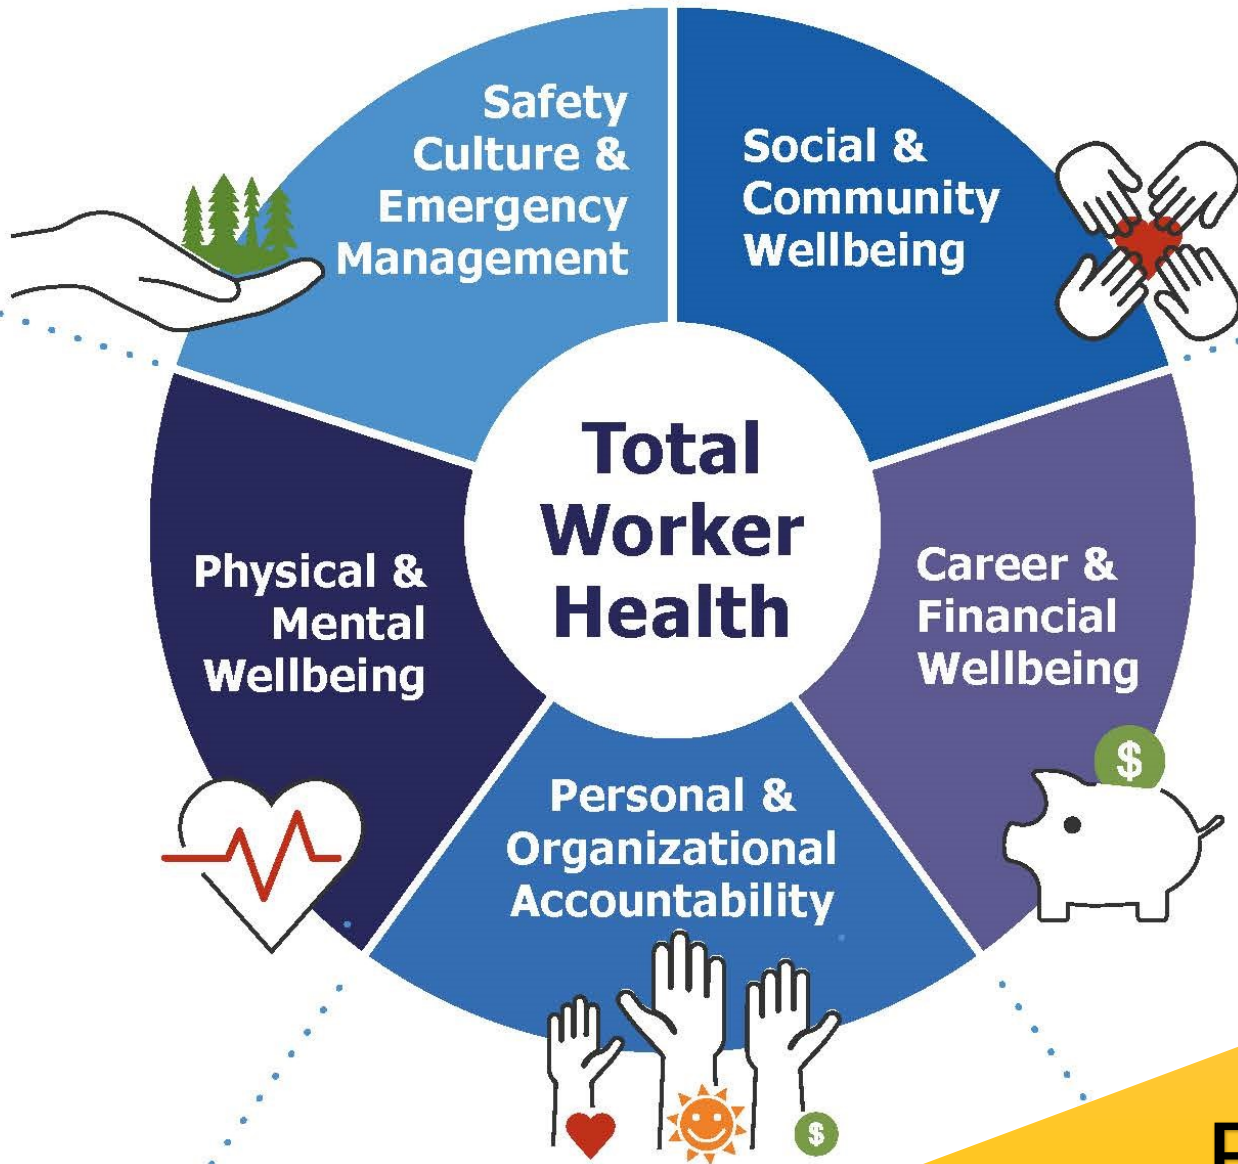 Safety
Culture &
Emergency
Management
Social &
Community
Wellbeing
Total
Worker
Health
Physical &
Mental
Wellbeing
Career &
Financial
Wellbeing
$
Personal &
Organizational
Accountability
$